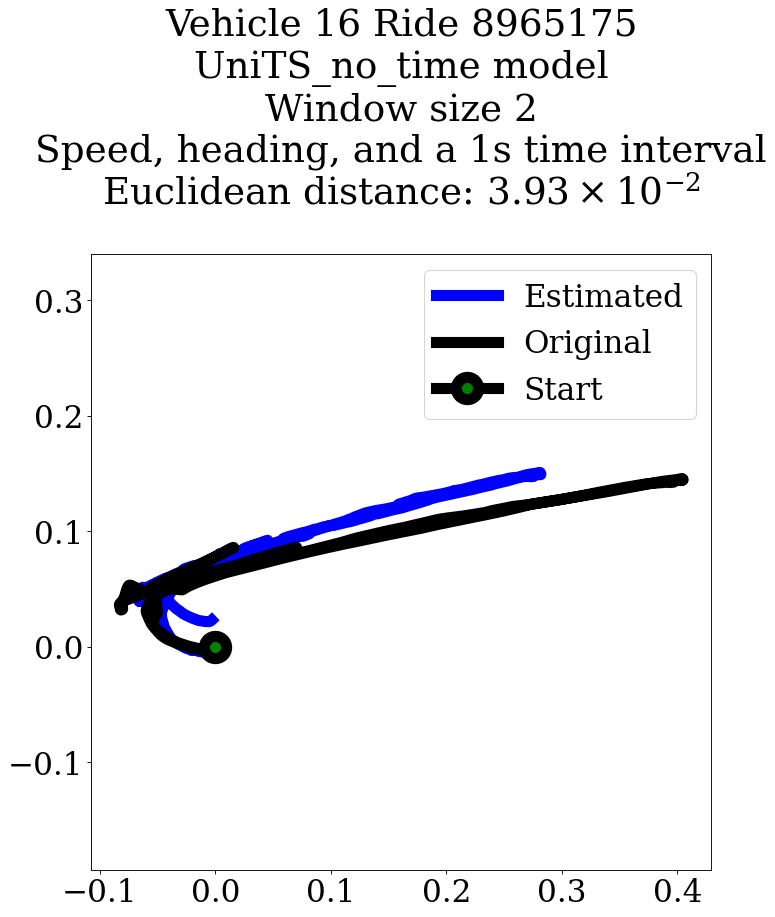 Vehicle 16 Ride 8965175
UniTS_no_time model
Window size 2
Speed, heading, and a 1s time interval
Euclidean distance: 3.93 × 10⁻²
Estimated
Original
Start
0.3
0.2
0.1
0.0
−0.1
−0.1 0.0 0.1 0.2 0.3 0.4